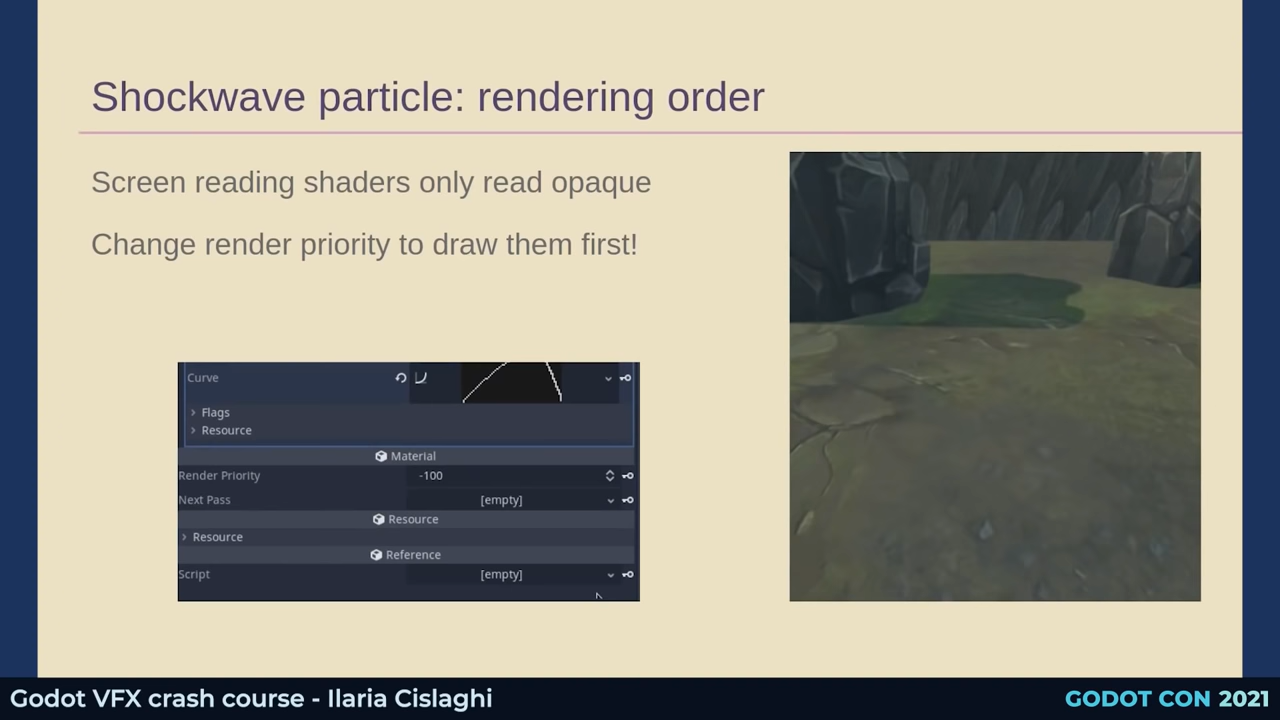 Shockwave particle: rendering order
Screen reading shaders only read opaque
Change render priority to draw them first!
Curve
Flags
Resource
Material
Render Priority -100
Next Pass [empty]
Resource
Resource
Reference
Script [empty]
Godot VFX crash course - Ilaria Cislaghi
GODOT CON 2021